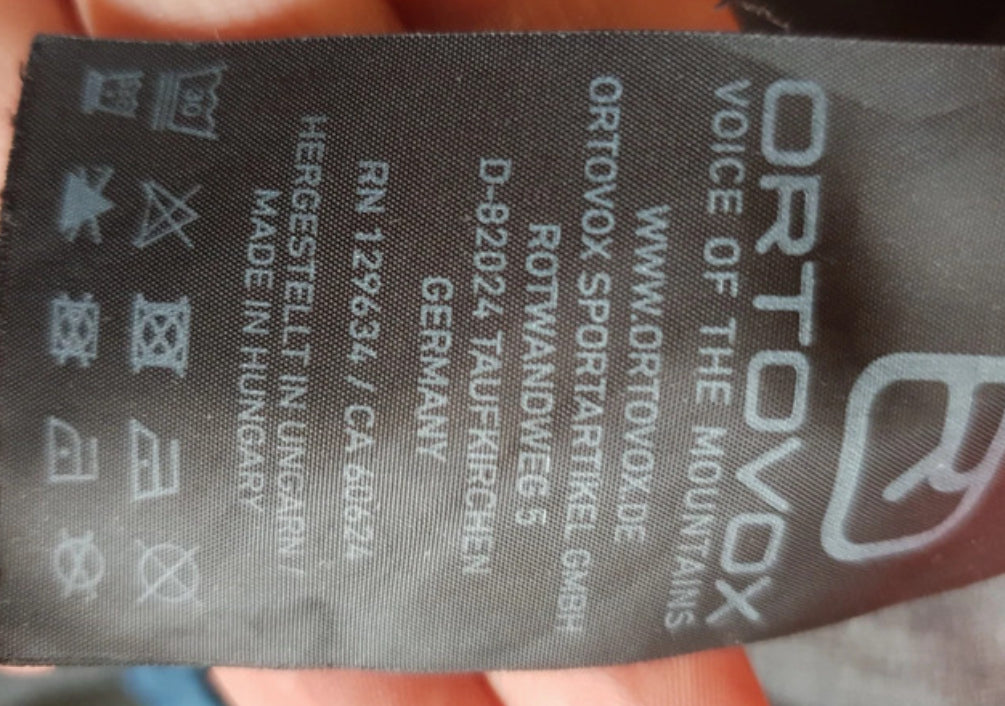 ORTOVOX
VOICE OF THE MOUNTAINS
WWW.ORTOVOX.DE
ORTOVOX SPORTARTIKEL GMBH
ROTWANDWEG 5
D-82024 TAUFKIRCHEN
GERMANY
RN 129634 / CA 60624
HERGESTELLT IN UNGARN /
MADE IN HUNGARY
30